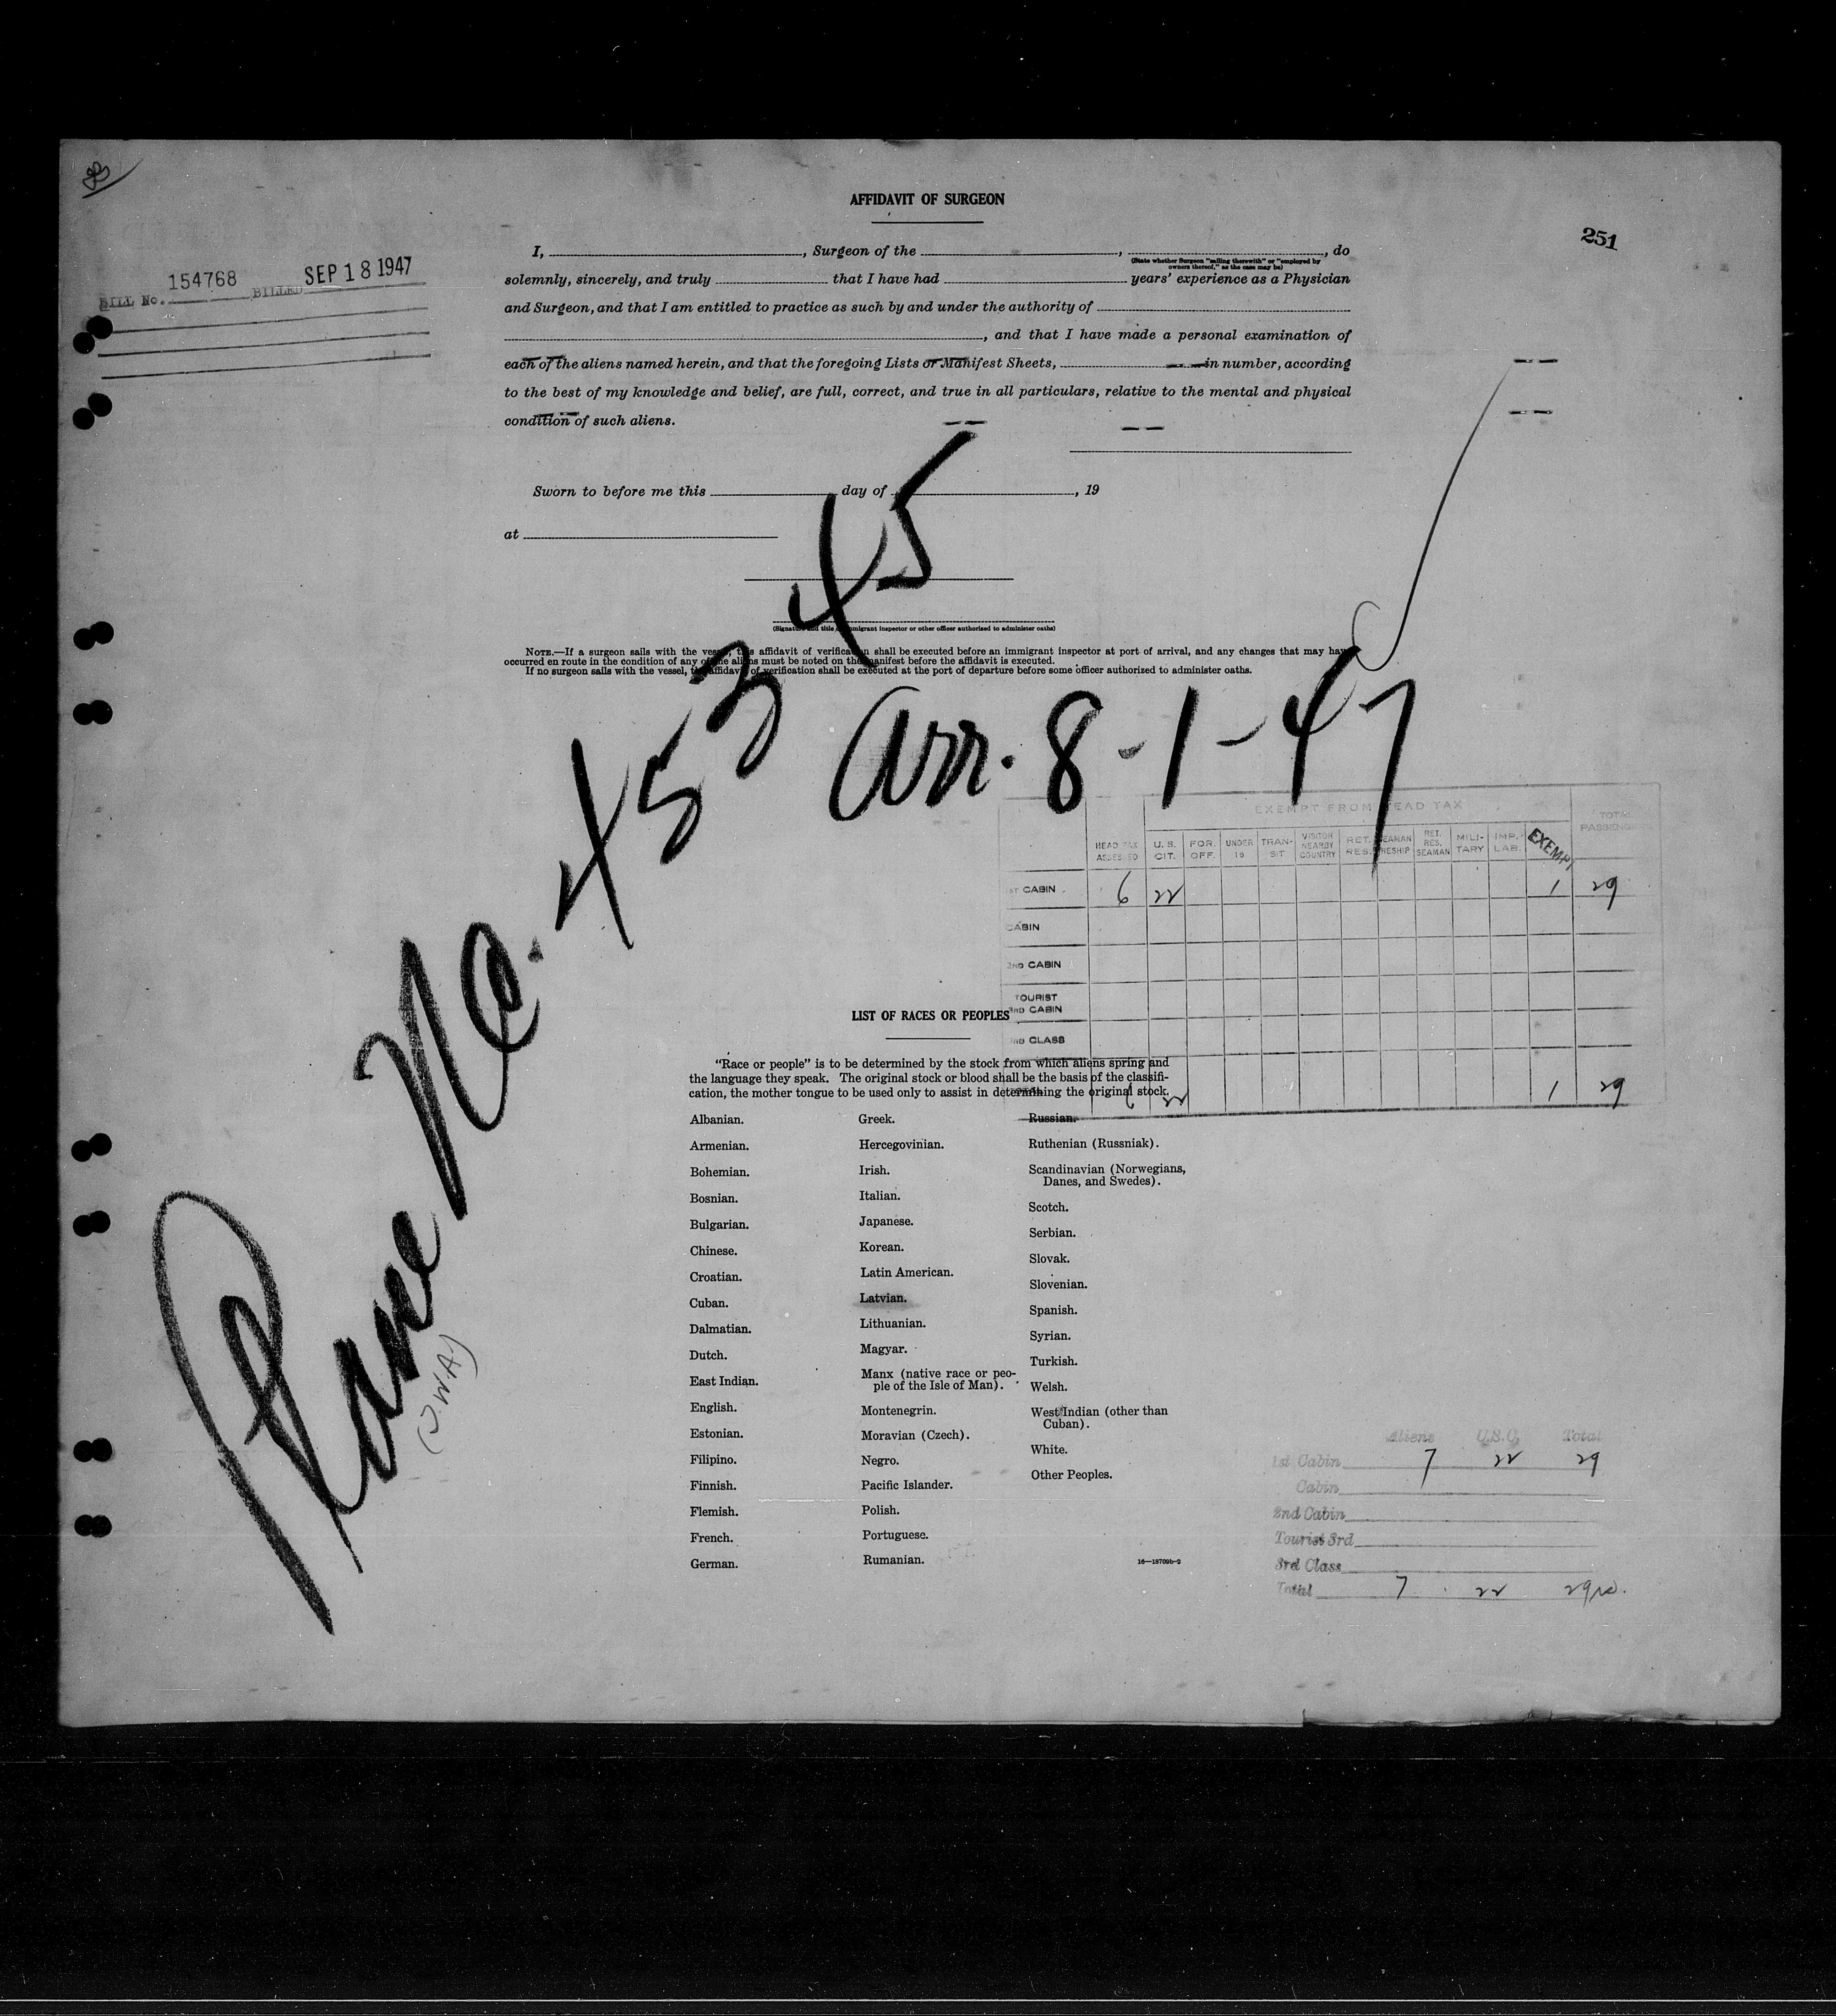 AFFIDAVIT OF SURGEON
251
BILL No. 154768 BILLED SEP 18 1947
I, , Surgeon of the , , do
(State whether Surgeon "sailing therewith" or "employed by
owners thereof," as the case may be)
solemnly, sincerely, and truly that I have had years' experience as a Physician
and Surgeon, and that I am entitled to practice as such by and under the authority of
, and that I have made a personal examination of
each of the aliens named herein, and that the foregoing Lists or Manifest Sheets, in number, according
to the best of my knowledge and belief, are full, correct, and true in all particulars, relative to the mental and physical
condition of such aliens.
Sworn to before me this day of , 19
at
(Signature and title of immigrant inspector or other officer authorized to administer oaths)
NOTE.—If a surgeon sails with the vessel, this affidavit of verification shall be executed before an immigrant inspector at port of arrival, and any changes that may have
occurred en route in the condition of any of the aliens must be noted on the manifest before the affidavit is executed.
If no surgeon sails with the vessel, the affidavit of verification shall be executed at the port of departure before some officer authorized to administer oaths.
Plane NC. 45345
(TWA)
Arr. 8-1-47
EXEMPT FROM HEAD TAX
HEAD TAX ASSESSED U.S. CIT. FOR. OFF. UNDER 16 TRAN-SIT VISITOR NEARBY COUNTRY RET. RES. SEAMAN RESHIP RET. RES. SEAMAN MILI-TARY IMP. LAB. EXEMPT TOTAL PASSENG
1ST CABIN 6 22 1 29
CABIN
2ND CABIN
TOURIST
3RD CABIN
3RD CLASS
6 22 1 29
LIST OF RACES OR PEOPLES
"Race or people" is to be determined by the stock from which aliens spring and
the language they speak. The original stock or blood shall be the basis of the classifi-
cation, the mother tongue to be used only to assist in determining the original stock.
Albanian.
Armenian.
Bohemian.
Bosnian.
Bulgarian.
Chinese.
Croatian.
Cuban.
Dalmatian.
Dutch.
East Indian.
English.
Estonian.
Filipino.
Finnish.
Flemish.
French.
German.
Greek.
Hercegovinian.
Irish.
Italian.
Japanese.
Korean.
Latin American.
Latvian.
Lithuanian.
Magyar.
Manx (native race or peo-
ple of the Isle of Man).
Montenegrin.
Moravian (Czech).
Negro.
Pacific Islander.
Polish.
Portuguese.
Rumanian.
Russian.
Ruthenian (Russniak).
Scandinavian (Norwegians,
Danes, and Swedes).
Scotch.
Serbian.
Slovak.
Slovenian.
Spanish.
Syrian.
Turkish.
Welsh.
West Indian (other than
Cuban).
White.
Other Peoples.
16—18709b-2
Aliens U.S.C. Total
1st Cabin 7 22 29
Cabin
2nd Cabin
Tourist 3rd
3rd Class
Total 7 22 29